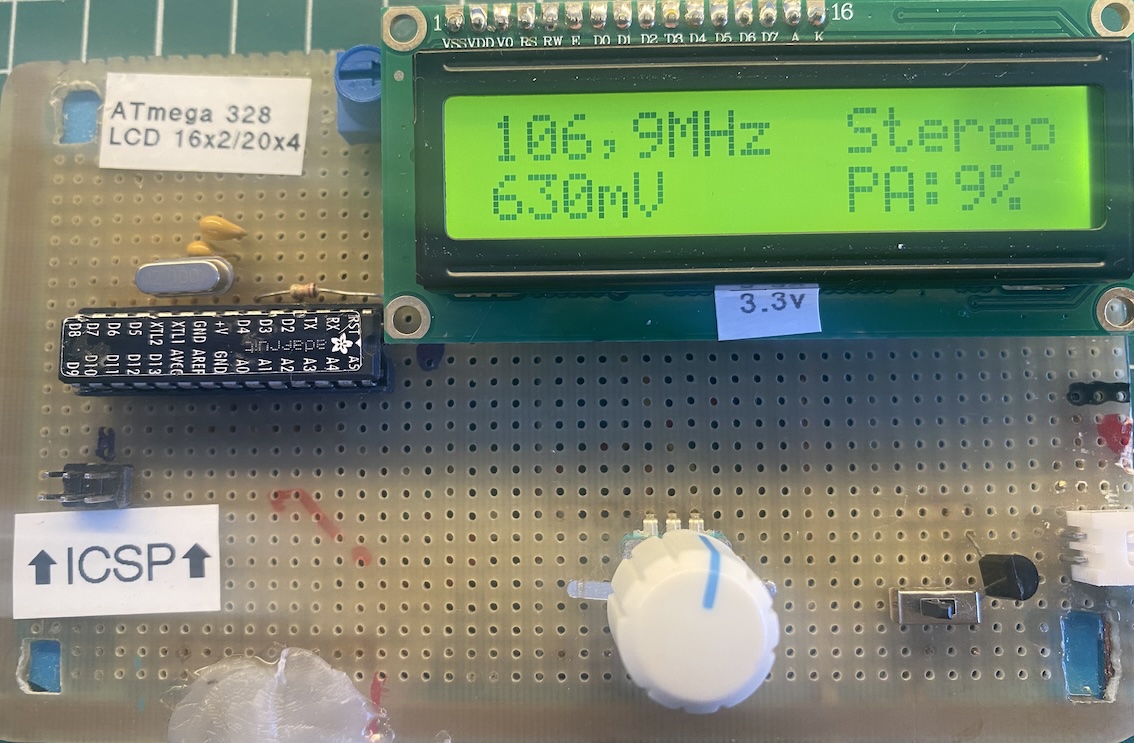 1
16
VSS VDD V0 RS RW E D0 D1 D2 D3 D4 D5 D6 D7 A K
ATmega 328
LCD 16x2/20x4
106,9MHz Stereo
630mV PA:9%
3.3v
D8 D7 D6 D5 XTL2 XTL1 GND +V D4 D3 D2 TX RX RST
adafruit
D9 D10 D11 D12 D13 AVCC AREF GND A0 A1 A2 A3 A4 A5
ICSP